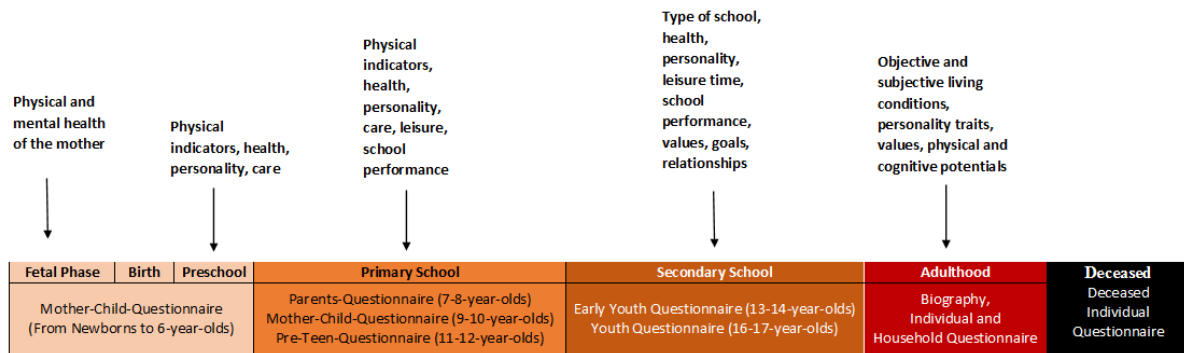 Physical and
mental health
of the mother
Physical
indicators, health,
personality, care
Physical
indicators,
health,
personality,
care, leisure,
school
performance
Type of school,
health,
personality,
leisure time,
school
performance,
values, goals,
relationships
Objective and
subjective living
conditions,
personality traits,
values, physical and
cognitive potentials
Fetal Phase
Birth
Preschool
Primary School
Secondary School
Adulthood
Deceased
Mother-Child-Questionnaire
(From Newborns to 6-year-olds)
Parents-Questionnaire (7-8-year-olds)
Mother-Child-Questionnaire (9-10-year-olds)
Pre-Teen-Questionnaire (11-12-year-olds)
Early Youth Questionnaire (13-14-year-olds)
Youth Questionnaire (16-17-year-olds)
Biography,
Individual and
Household Questionnaire
Deceased
Individual
Questionnaire